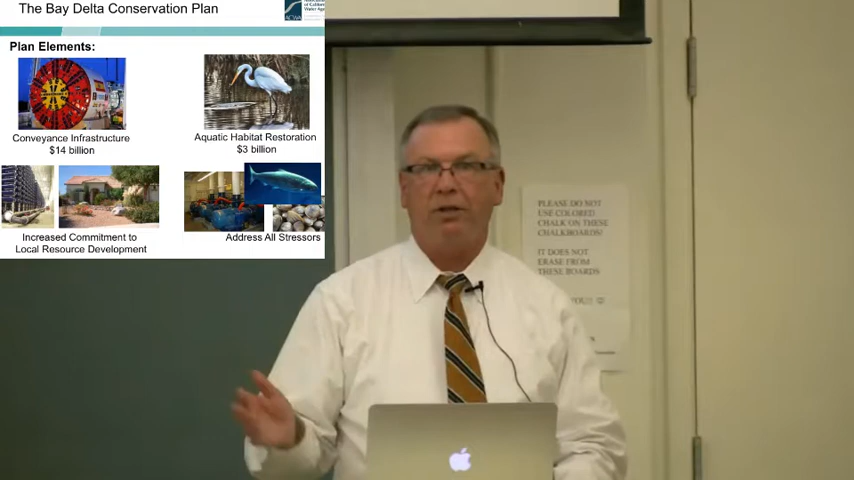 The Bay Delta Conservation Plan
ACWA
Plan Elements:
Conveyance Infrastructure
$14 billion
Aquatic Habitat Restoration
$3 billion
Increased Commitment to
Local Resource Development
Address All Stressors
PLEASE DO NOT
USE COLORED
CHALK ON THESE
CHALKBOARDS!
IT DOES NOT
ERASE FROM
THESE BOARDS